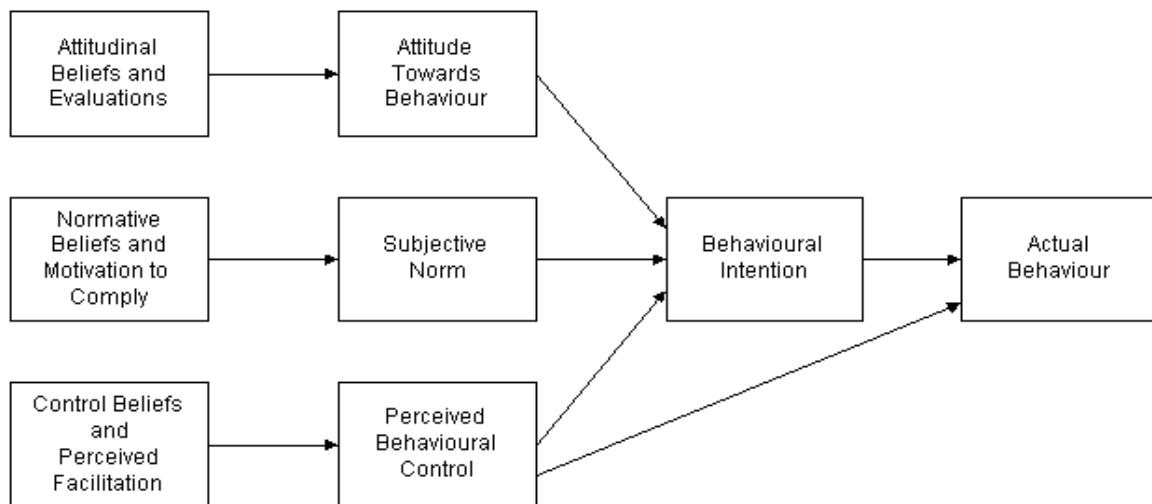 Attitudinal
Beliefs and
Evaluations
Attitude
Towards
Behaviour
Normative
Beliefs and
Motivation to
Comply
Subjective
Norm
Behavioural
Intention
Actual
Behaviour
Control Beliefs
and
Perceived
Facilitation
Perceived
Behavioural
Control